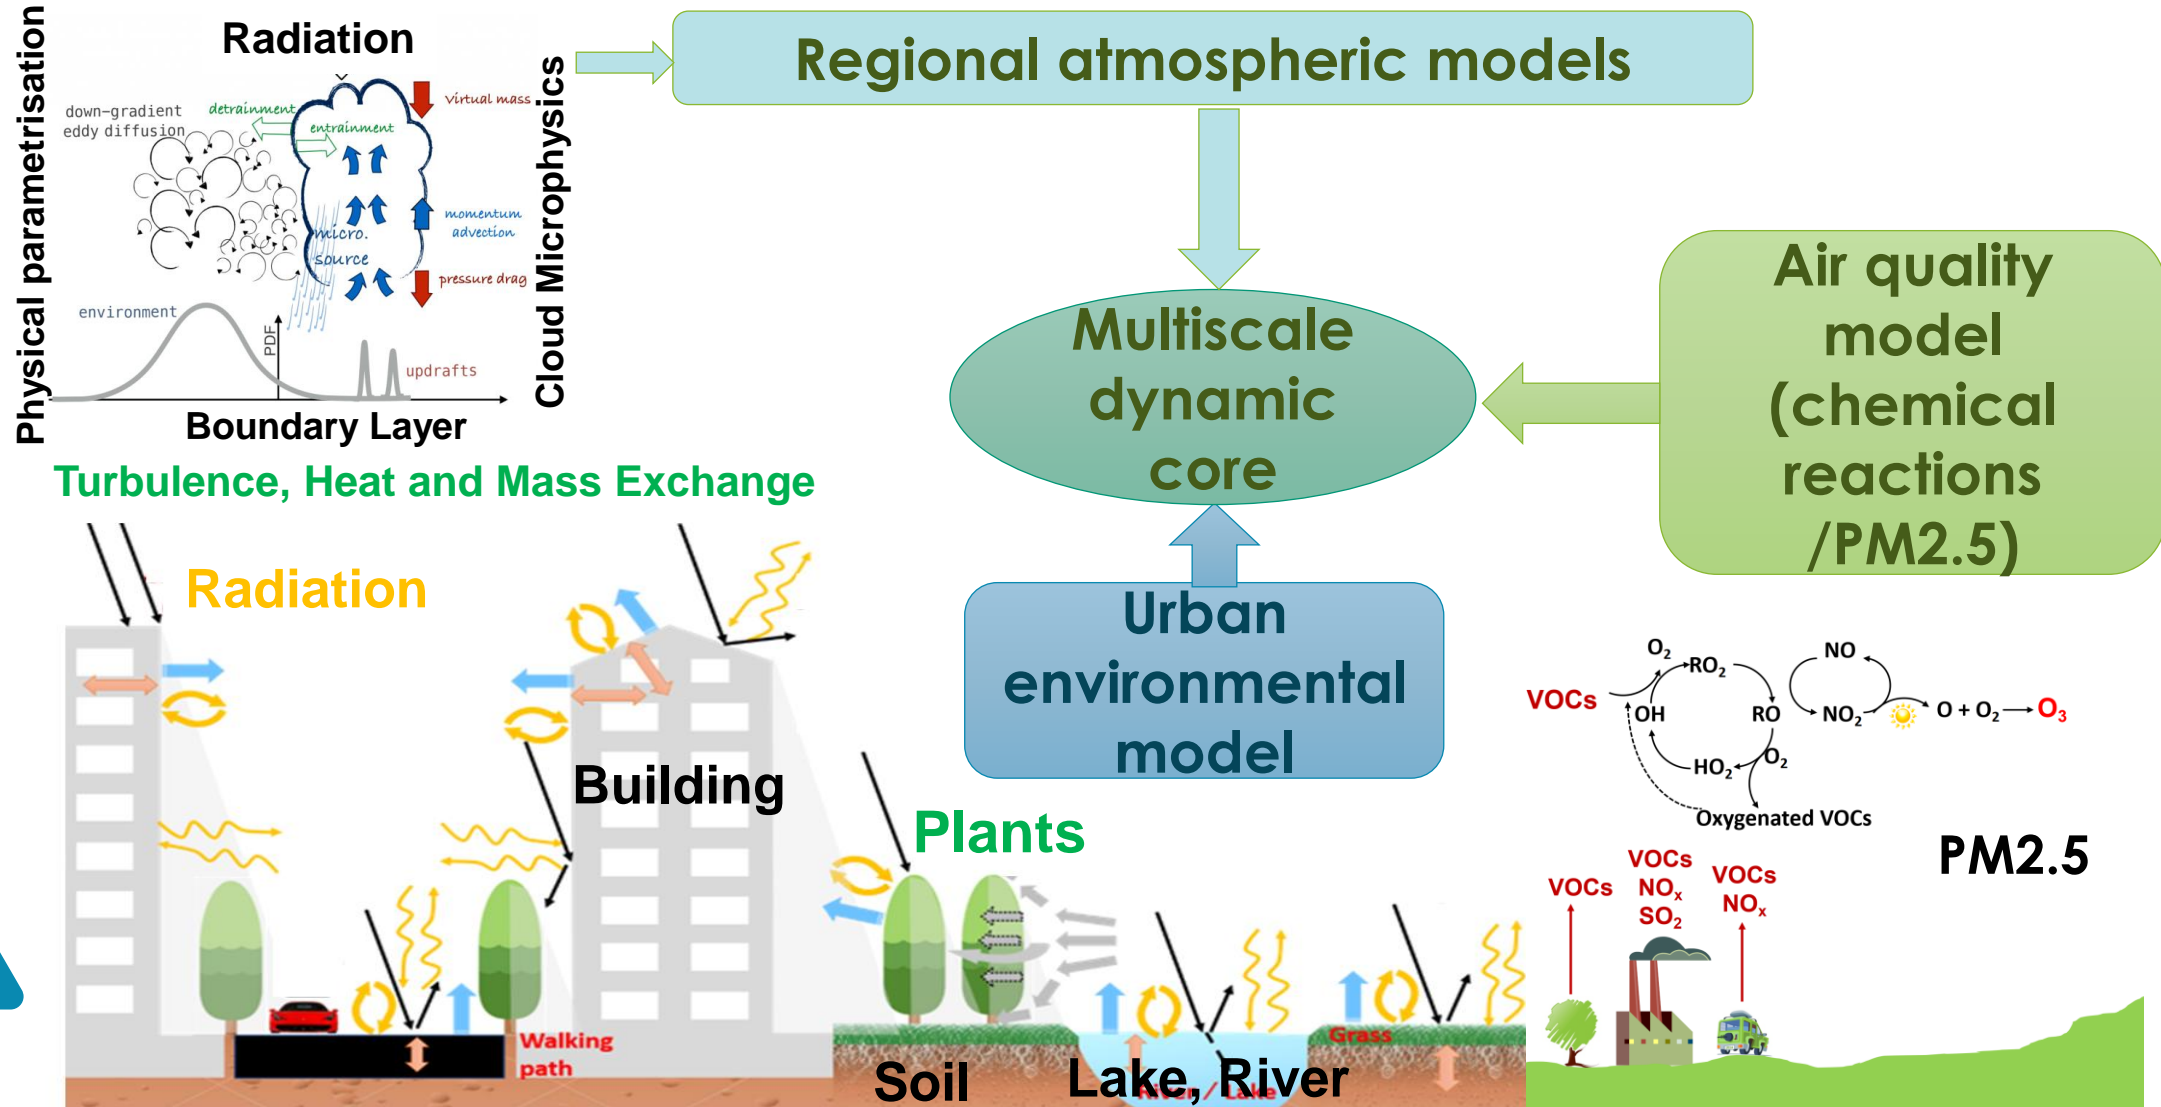 Physical parametrisation
Radiation
down-gradient
eddy diffusion
detrainment
entrainment
virtual mass
momentum
advection
micro.
source
pressure drag
environment
PDF
updrafts
Cloud Microphysics
Boundary Layer
Regional atmospheric models
Multiscale
dynamic
core
Air quality
model
(chemical
reactions
/PM2.5)
Urban
environmental
model
Turbulence, Heat and Mass Exchange
Radiation
Building
Plants
Walking
path
Soil
Lake, River
River / Lake
Grass
VOCs
O2
RO2
OH
RO
HO2
O2
Oxygenated VOCs
NO
NO2
O + O2
O3
PM2.5
VOCs
VOCs
NOx
SO2
VOCs
NOx